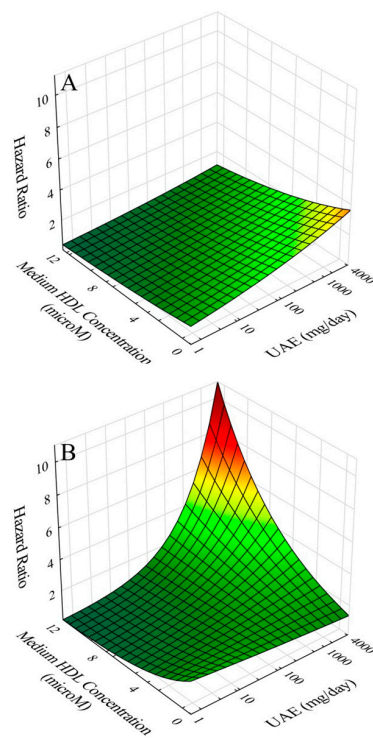 A
10
8
6
4
2
Hazard Ratio
12
8
4
0
Medium HDL Concentration
(microM)
1
10
100
1000
4000
UAE (mg/day)
B
10
8
6
4
2
Hazard Ratio
12
8
4
0
Medium HDL Concentration
(microM)
1
10
100
1000
4000
UAE (mg/day)